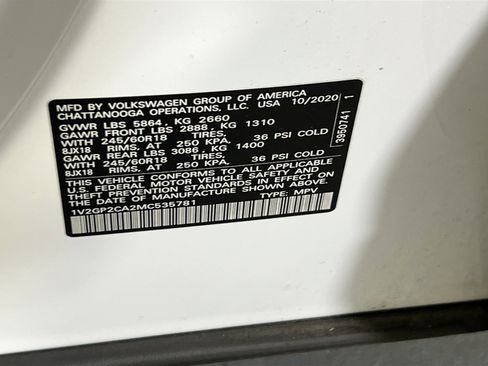 MFD BY VOLKSWAGEN GROUP OF AMERICA
CHATTANOOGA OPERATIONS, LLC. USA 10/2020
GVWR LBS 5864 , KG 2660
GAWR FRONT LBS 2888 , KG 1310
WITH 245/60R18 TIRES,
8JX18 RIMS, AT 250 KPA, 36 PSI COLD
GAWR REAR LBS 3086 , KG 1400
WITH 245/60R18 TIRES,
8JX18 RIMS, AT 250 KPA, 36 PSI COLD
THIS VEHICLE CONFORMS TO ALL APPLICABLE
U.S. FEDERAL MOTOR VEHICLE SAFETY AND
THEFT PREVENTION STANDARDS IN EFFECT ON
THE DATE OF MANUFACTURE SHOWN ABOVE.
1V2GP2CA2MC535781 TYPE: MPV
3950741 1